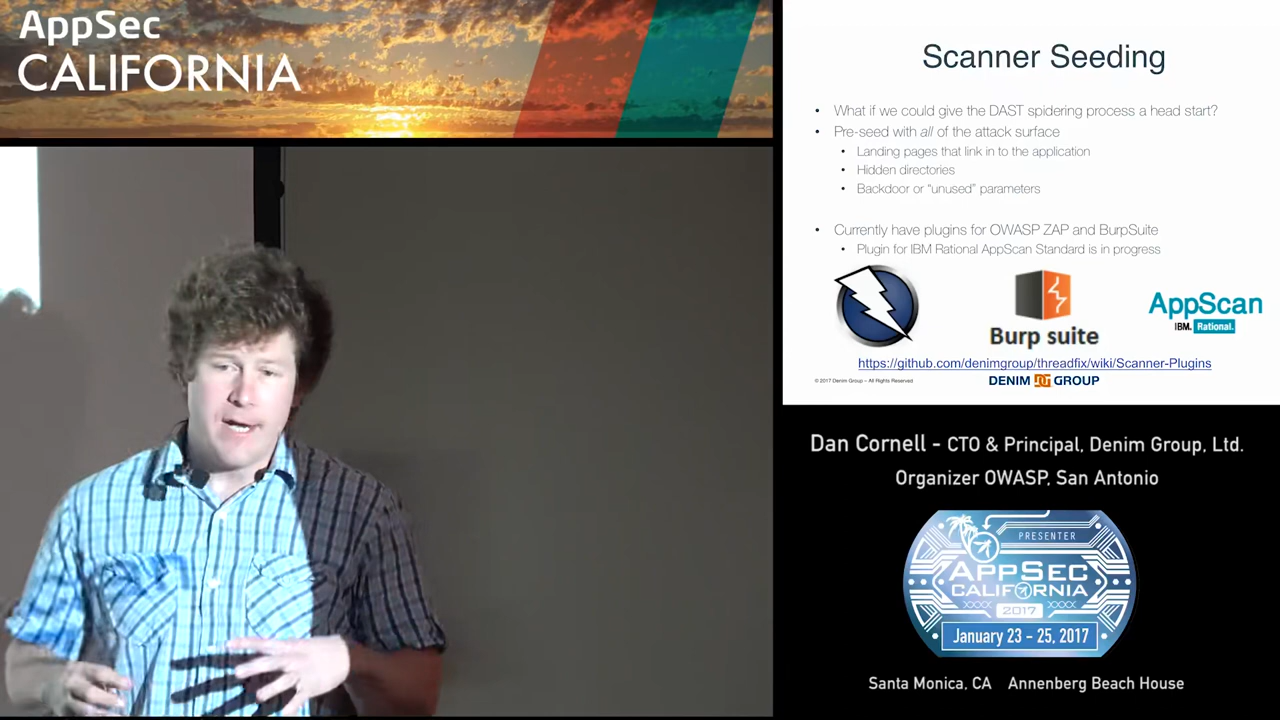 AppSec
CALIFORNIA
Scanner Seeding
• What if we could give the DAST spidering process a head start?
• Pre-seed with all of the attack surface
• Landing pages that link in to the application
• Hidden directories
• Backdoor or “unused” parameters
• Currently have plugins for OWASP ZAP and BurpSuite
• Plugin for IBM Rational AppScan Standard is in progress
Burp suite
AppScan
IBM. Rational.
https://github.com/denimgroup/threadfix/wiki/Scanner-Plugins
© 2017 Denim Group – All Rights Reserved
DENIM GROUP
Dan Cornell - CTO & Principal, Denim Group, Ltd.
Organizer OWASP, San Antonio
PRESENTER
APPSEC
CALIFORNIA
2017
January 23 - 25, 2017
Santa Monica, CA Annenberg Beach House